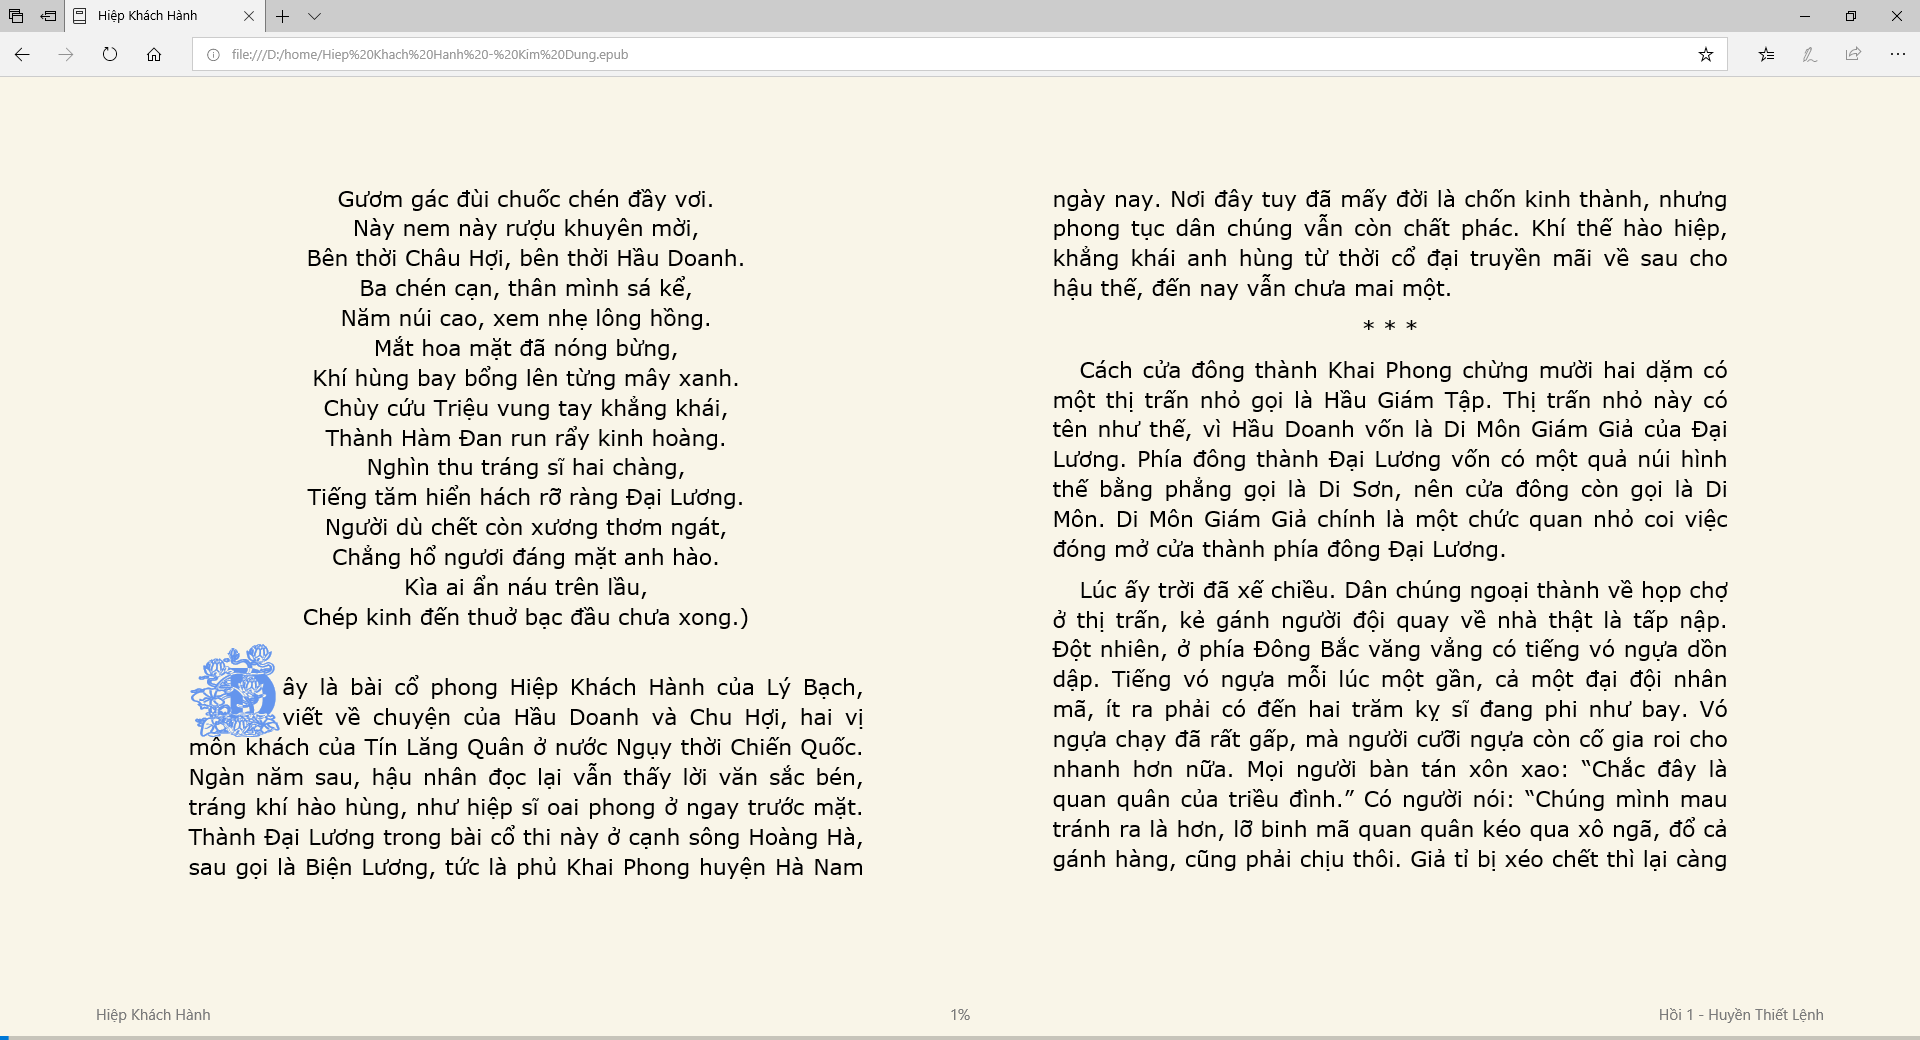 Hiệp Khách Hành
file:///D:/home/Hiep%20Khach%20Hanh%20-%20Kim%20Dung.epub
Gươm gác đùi chuốc chén đầy vơi.
Này nem này rượu khuyên mời,
Bên thời Châu Hợi, bên thời Hầu Doanh.
Ba chén cạn, thân mình sá kể,
Năm núi cao, xem nhẹ lông hồng.
Mắt hoa mặt đã nóng bừng,
Khí hùng bay bổng lên từng mây xanh.
Chùy cứu Triệu vung tay khẳng khái,
Thành Hàm Đan run rẩy kinh hoàng.
Nghìn thu tráng sĩ hai chàng,
Tiếng tăm hiển hách rỡ ràng Đại Lương.
Người dù chết còn xương thơm ngát,
Chẳng hổ ngươi đáng mặt anh hào.
Kìa ai ẩn náu trên lầu,
Chép kinh đến thuở bạc đầu chưa xong.)
Đây là bài cổ phong Hiệp Khách Hành của Lý Bạch,
viết về chuyện của Hầu Doanh và Chu Hợi, hai vị
môn khách của Tín Lăng Quân ở nước Ngụy thời Chiến Quốc.
Ngàn năm sau, hậu nhân đọc lại vẫn thấy lời văn sắc bén,
tráng khí hào hùng, như hiệp sĩ oai phong ở ngay trước mặt.
Thành Đại Lương trong bài cổ thi này ở cạnh sông Hoàng Hà,
sau gọi là Biện Lương, tức là phủ Khai Phong huyện Hà Nam
ngày nay. Nơi đây tuy đã mấy đời là chốn kinh thành, nhưng
phong tục dân chúng vẫn còn chất phác. Khí thế hào hiệp,
khẳng khái anh hùng từ thời cổ đại truyền mãi về sau cho
hậu thế, đến nay vẫn chưa mai một.
* * *
Cách cửa đông thành Khai Phong chừng mười hai dặm có
một thị trấn nhỏ gọi là Hầu Giám Tập. Thị trấn nhỏ này có
tên như thế, vì Hầu Doanh vốn là Di Môn Giám Giả của Đại
Lương. Phía đông thành Đại Lương vốn có một quả núi hình
thế bằng phẳng gọi là Di Sơn, nên cửa đông còn gọi là Di
Môn. Di Môn Giám Giả chính là một chức quan nhỏ coi việc
đóng mở cửa thành phía đông Đại Lương.
Lúc ấy trời đã xế chiều. Dân chúng ngoại thành về họp chợ
ở thị trấn, kẻ gánh người đội quay về nhà thật là tấp nập.
Đột nhiên, ở phía Đông Bắc văng vẳng có tiếng vó ngựa dồn
dập. Tiếng vó ngựa mỗi lúc một gần, cả một đại đội nhân
mã, ít ra phải có đến hai trăm kỵ sĩ đang phi như bay. Vó
ngựa chạy đã rất gấp, mà người cưỡi ngựa còn cố gia roi cho
nhanh hơn nữa. Mọi người bàn tán xôn xao: “Chắc đây là
quan quân của triều đình.” Có người nói: “Chúng mình mau
tránh ra là hơn, lỡ binh mã quan quân kéo qua xô ngã, đổ cả
gánh hàng, cũng phải chịu thôi. Giả tỉ bị xéo chết thì lại càng
Hiệp Khách Hành
1%
Hồi 1 - Huyền Thiết Lệnh